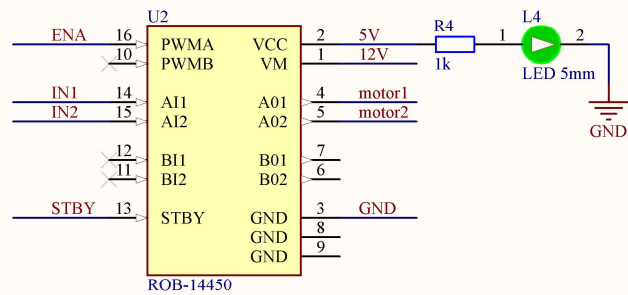 U2
R4
L4
ENA 16 PWMA VCC 2 5V 1 2
10 PWMB VM 1 12V 1k LED 5mm
IN1 14 AI1 A01 4 motor1
IN2 15 AI2 A02 5 motor2
GND
12 BI1 B01 7
11 BI2 B02 6
STBY 13 STBY GND 3 GND
GND 8
GND 9
ROB-14450